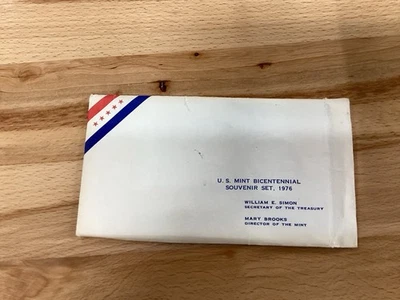 U. S. MINT BICENTENNIAL
SOUVENIR SET, 1976
WILLIAM E. SIMON
SECRETARY OF THE TREASURY
MARY BROOKS
DIRECTOR OF THE MINT